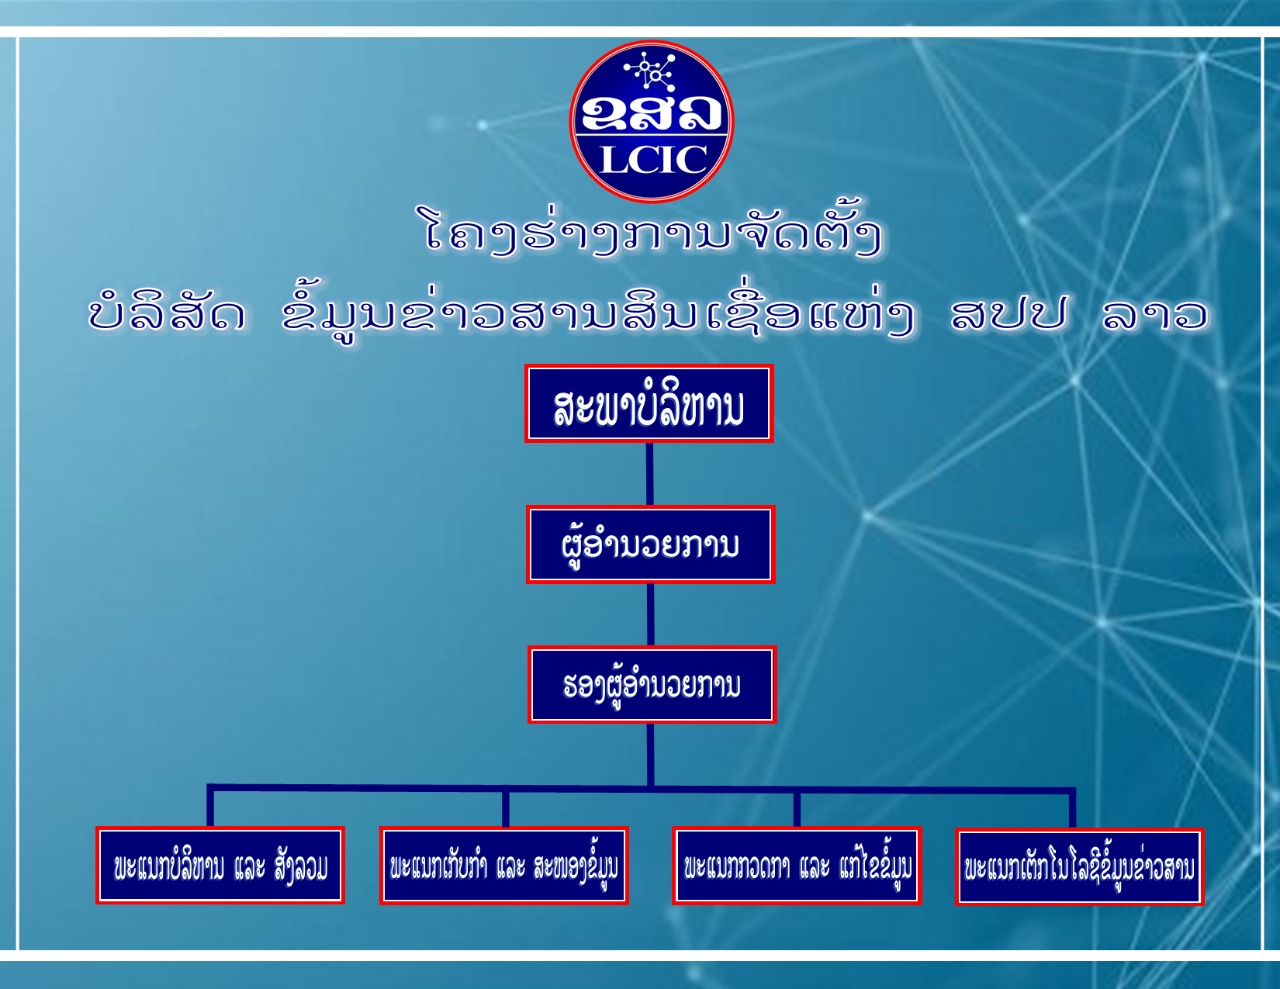 ຂສລ
LCIC
ໂຄງຮ່າງການຈັດຕັ້ງ
ບໍລິສັດ ຂໍ້ມູນຂ່າວສານສິນເຊື່ອແຫ່ງ ສປປ ລາວ
ສະພາບໍລິຫານ
ຜູ້ອຳນວຍການ
ຮອງຜູ້ອຳນວຍການ
ພະແນກບໍລິຫານ ແລະ ສັງລວມ
ພະແນກເກັບກຳ ແລະ ສະໜອງຂໍ້ມູນ
ພະແນກກວດກາ ແລະ ແກ້ໄຂຂໍ້ມູນ
ພະແນກເຕັກໂນໂລຊີຂໍ້ມູນຂ່າວສານ